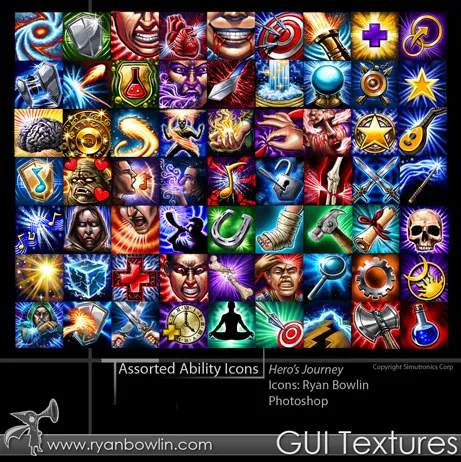 Assorted Ability Icons
Hero's Journey
Icons: Ryan Bowlin
Photoshop
Copyright Simutronics Corp
www.ryanbowlin.com
GUI Textures